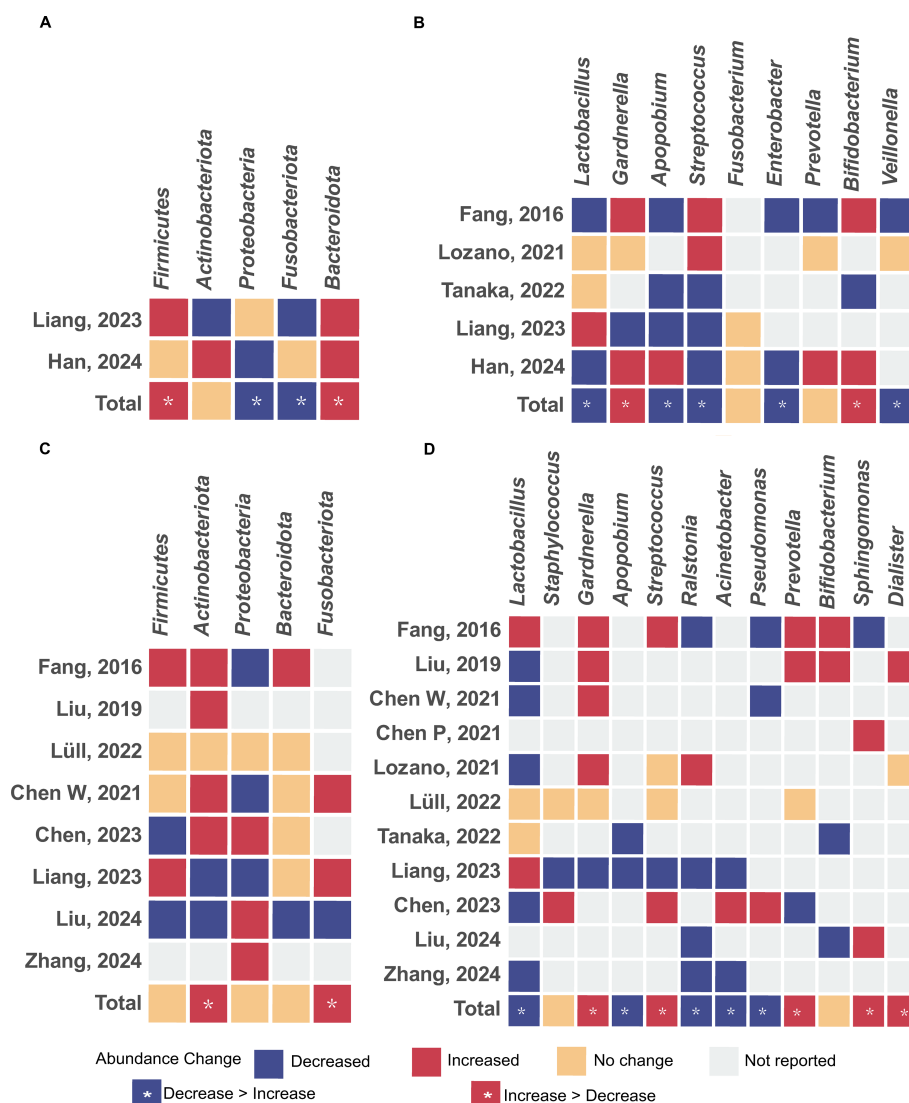 A
Firmicutes
Actinobacteriota
Proteobacteria
Fusobacteriota
Bacteroidota
Liang, 2023
Han, 2024
Total
* * * *
B
Lactobacillus
Gardnerella
Apopobium
Streptococcus
Fusobacterium
Enterobacter
Prevotella
Bifidobacterium
Veillonella
Fang, 2016
Lozano, 2021
Tanaka, 2022
Liang, 2023
Han, 2024
Total
* * * * * * *
C
Firmicutes
Actinobacteriota
Proteobacteria
Bacteroidota
Fusobacteriota
Fang, 2016
Liu, 2019
Lüll, 2022
Chen W, 2021
Chen, 2023
Liang, 2023
Liu, 2024
Zhang, 2024
Total
* *
D
Lactobacillus
Staphylococcus
Gardnerella
Apopobium
Streptococcus
Ralstonia
Acinetobacter
Pseudomonas
Prevotella
Bifidobacterium
Sphingomonas
Dialister
Fang, 2016
Liu, 2019
Chen W, 2021
Chen P, 2021
Lozano, 2021
Lüll, 2022
Tanaka, 2022
Liang, 2023
Chen, 2023
Liu, 2024
Zhang, 2024
Total
* * * * * * * * * *
Abundance Change Decreased Increased No change Not reported
* Decrease > Increase * Increase > Decrease